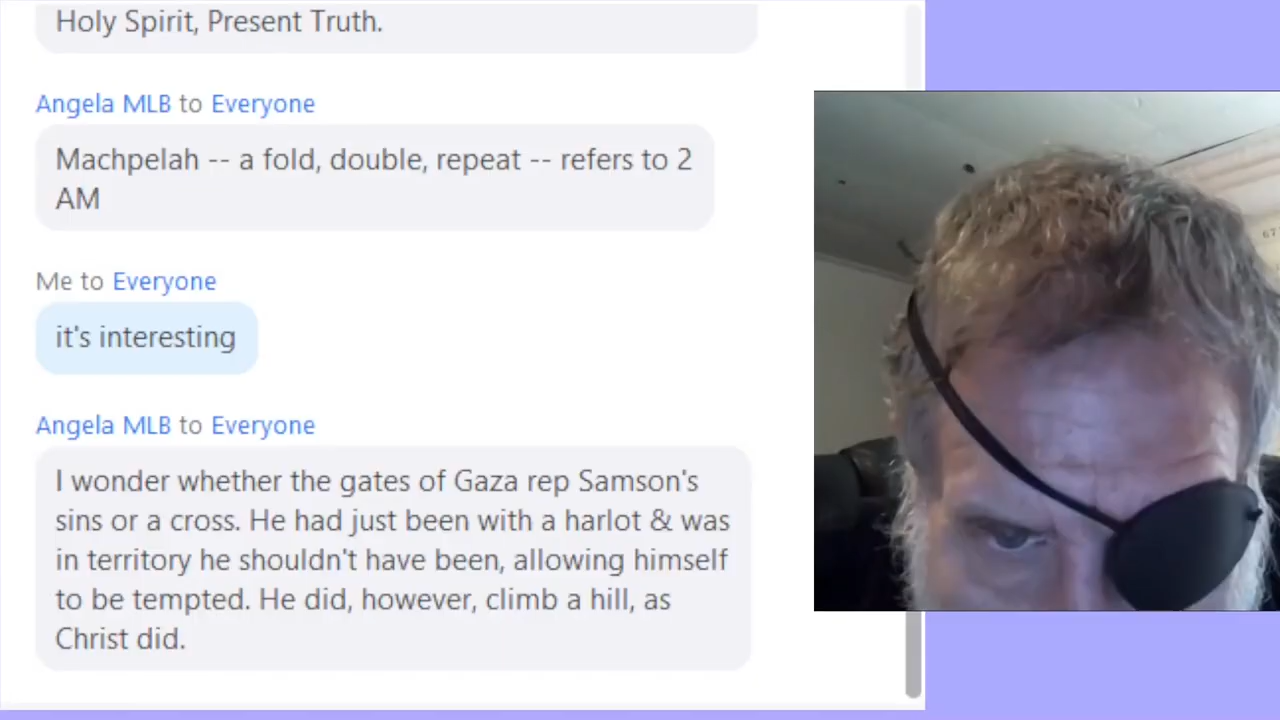 Holy Spirit, Present Truth.
Angela MLB to Everyone
Machpelah -- a fold, double, repeat -- refers to 2
AM
Me to Everyone
it's interesting
Angela MLB to Everyone
I wonder whether the gates of Gaza rep Samson's
sins or a cross. He had just been with a harlot & was
in territory he shouldn't have been, allowing himself
to be tempted. He did, however, climb a hill, as
Christ did.